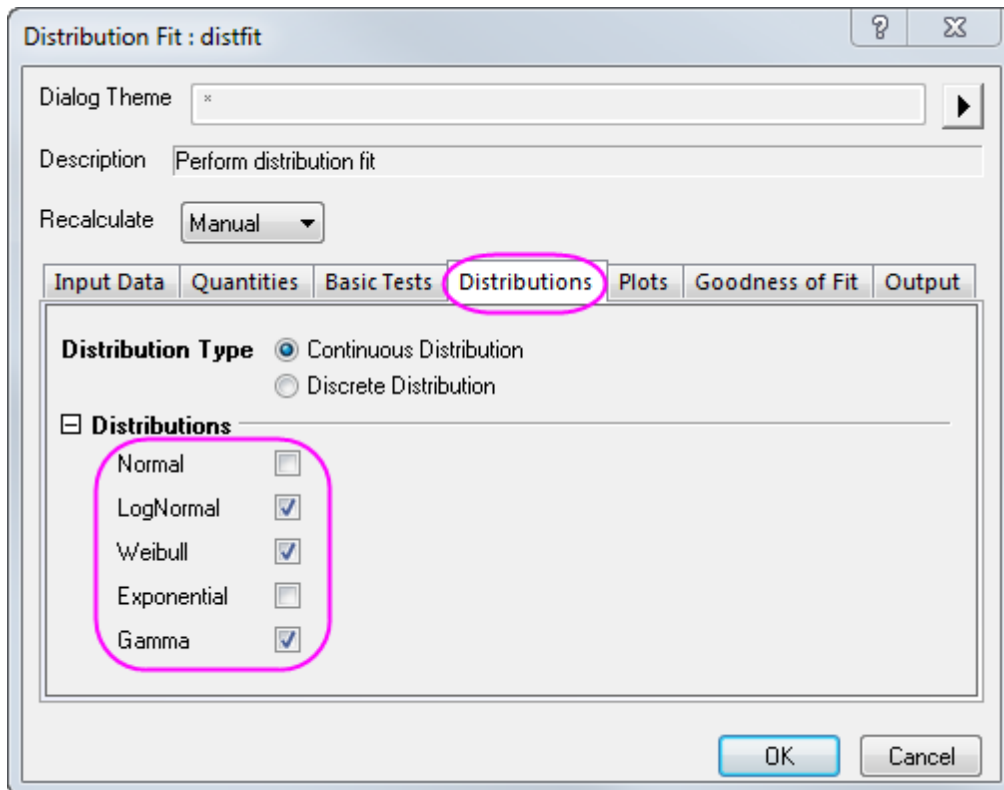 Distribution Fit : distfit
Dialog Theme *
Description Perform distribution fit
Recalculate Manual
Input Data Quantities Basic Tests Distributions Plots Goodness of Fit Output
Distribution Type Continuous Distribution
Discrete Distribution
Distributions
Normal
LogNormal
Weibull
Exponential
Gamma
OK Cancel